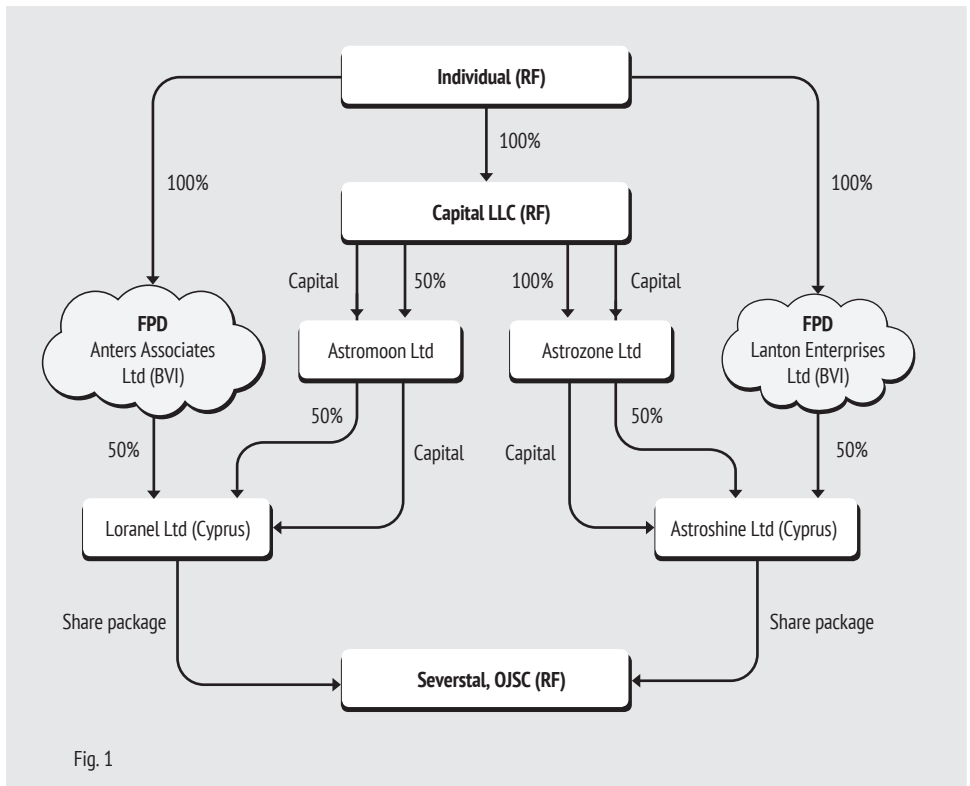 Individual (RF)
100%
100%
100%
Capital LLC (RF)
Capital
50%
100%
Capital
FPD
Anters Associates
Ltd (BVI)
Astromoon Ltd
Astrozone Ltd
FPD
Lanton Enterprises
Ltd (BVI)
50%
50%
Capital
Capital
50%
50%
Loranel Ltd (Cyprus)
Astroshine Ltd (Cyprus)
Share package
Share package
Severstal, OJSC (RF)
Fig. 1